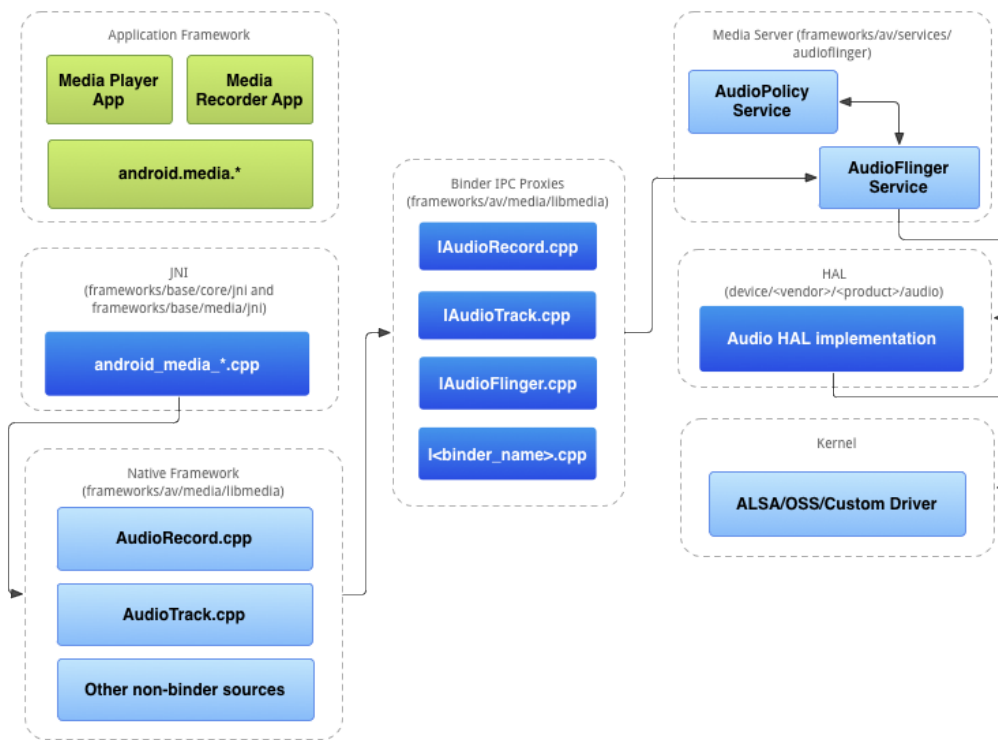 Application Framework
Media Player
App
Media
Recorder App
android.media.*
JNI
(frameworks/base/core/jni and
frameworks/base/media/jni)
android_media_*.cpp
Native Framework
(frameworks/av/media/libmedia)
AudioRecord.cpp
AudioTrack.cpp
Other non-binder sources
Binder IPC Proxies
(frameworks/av/media/libmedia)
IAudioRecord.cpp
IAudioTrack.cpp
IAudioFlinger.cpp
I<binder_name>.cpp
Media Server (frameworks/av/services/
audioflinger)
AudioPolicy
Service
AudioFlinger
Service
HAL
(device/<vendor>/<product>/audio)
Audio HAL implementation
Kernel
ALSA/OSS/Custom Driver